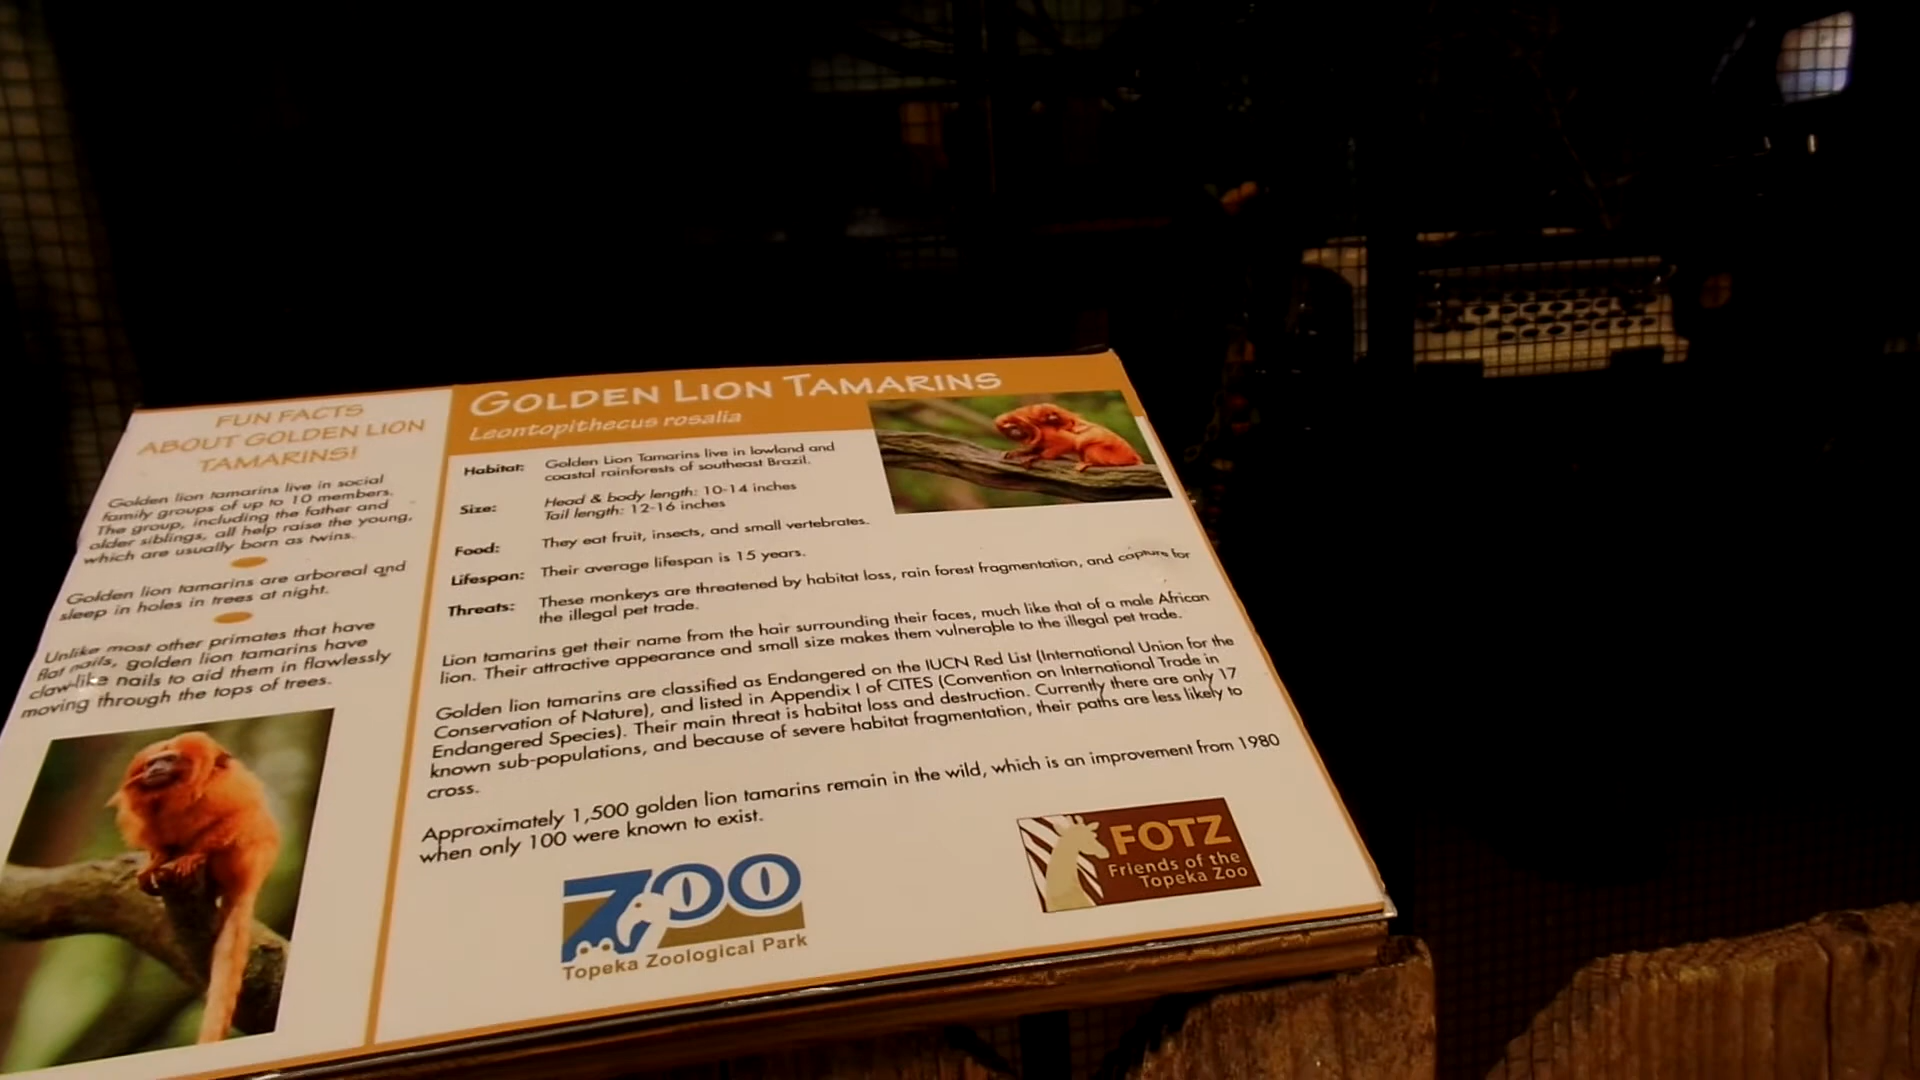 FUN FACTS
ABOUT GOLDEN LION
TAMARINS!
Golden lion tamarins live in social
family groups of up to 10 members.
The group, including the father and
older siblings, all help raise the young,
which are usually born as twins.
Golden lion tamarins are arboreal and
sleep in holes in trees at night.
Unlike most other primates that have
flat nails, golden lion tamarins have
claw-like nails to aid them in flawlessly
moving through the tops of trees.
GOLDEN LION TAMARINS
Leontopithecus rosalia
Habitat: Golden Lion Tamarins live in lowland and
coastal rainforests of southeast Brazil.
Size: Head & body length: 10-14 inches
Tail length: 12-16 inches
Food: They eat fruit, insects, and small vertebrates.
Lifespan: Their average lifespan is 15 years.
Threats: These monkeys are threatened by habitat loss, rain forest fragmentation, and capture for
the illegal pet trade.
Lion tamarins get their name from the hair surrounding their faces, much like that of a male African
lion. Their attractive appearance and small size makes them vulnerable to the illegal pet trade.
Golden lion tamarins are classified as Endangered on the IUCN Red List (International Union for the
Conservation of Nature), and listed in Appendix I of CITES (Convention on International Trade in
Endangered Species). Their main threat is habitat loss and destruction. Currently there are only 17
known sub-populations, and because of severe habitat fragmentation, their paths are less likely to
cross.
Approximately 1,500 golden lion tamarins remain in the wild, which is an improvement from 1980
when only 100 were known to exist.
ZOO
Topeka Zoological Park
FOTZ
Friends of the
Topeka Zoo